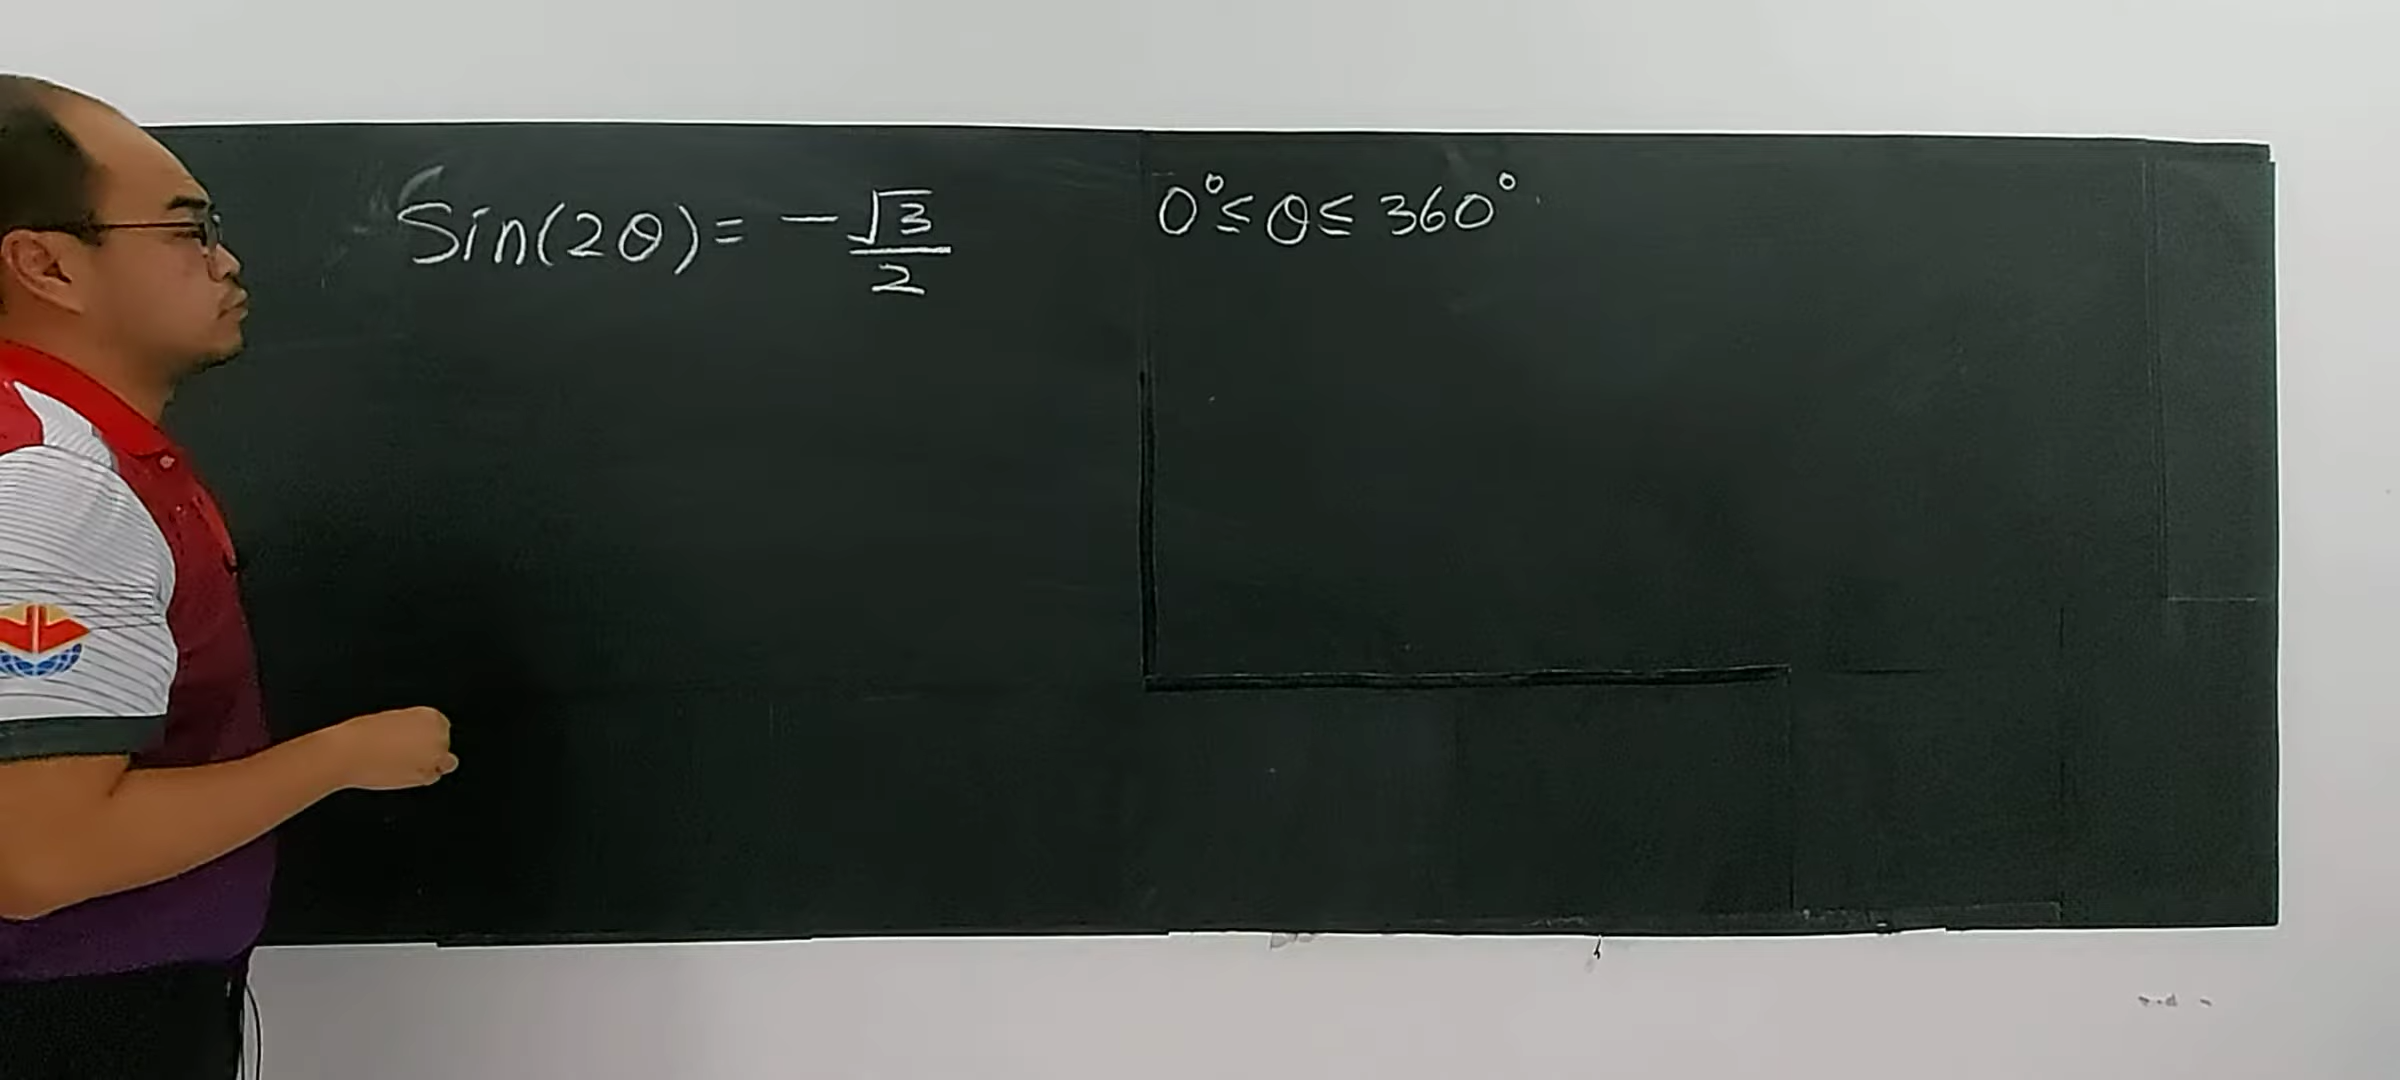 Sin(2θ) = -√3/2 0° ≤ θ ≤ 360°